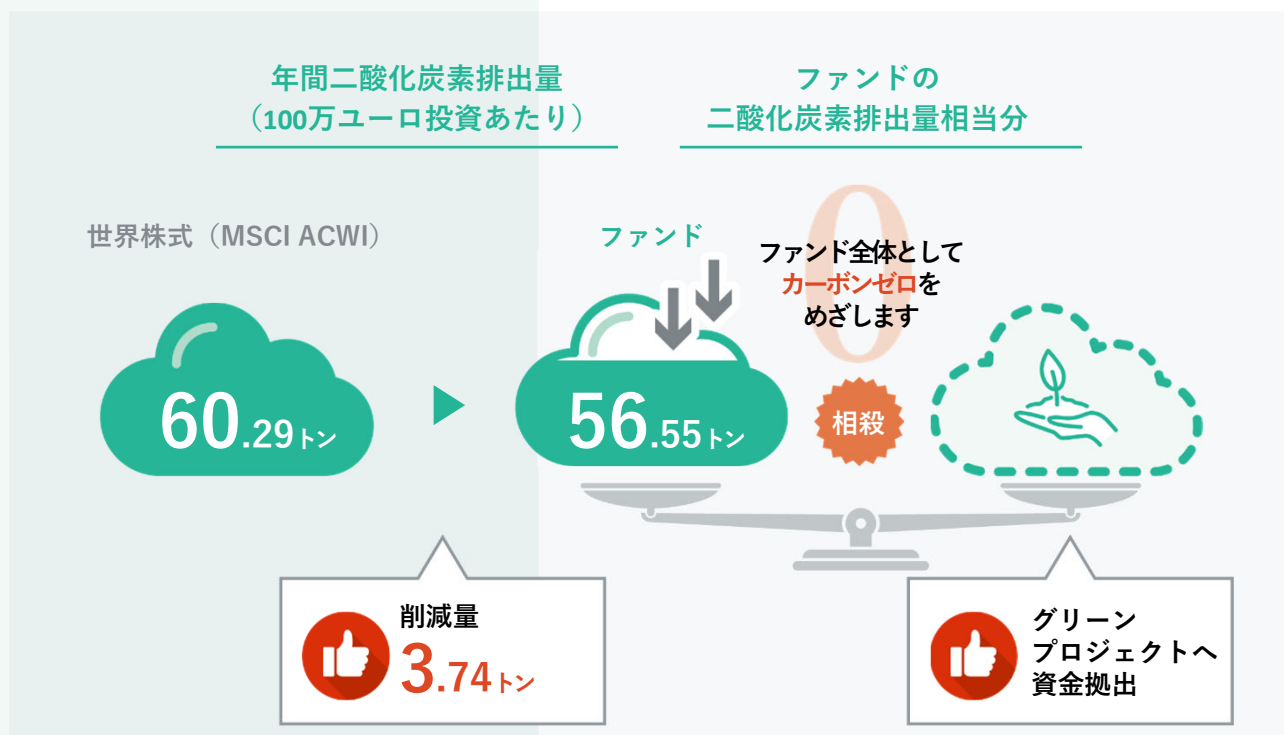 年間二酸化炭素排出量
（100万ユーロ投資あたり）
ファンドの
二酸化炭素排出量相当分
世界株式（MSCI ACWI）
ファンド
0
ファンド全体として
カーボンゼロを
めざします
60.29トン
56.55トン
相殺
削減量
3.74トン
グリーン
プロジェクトへ
資金拠出